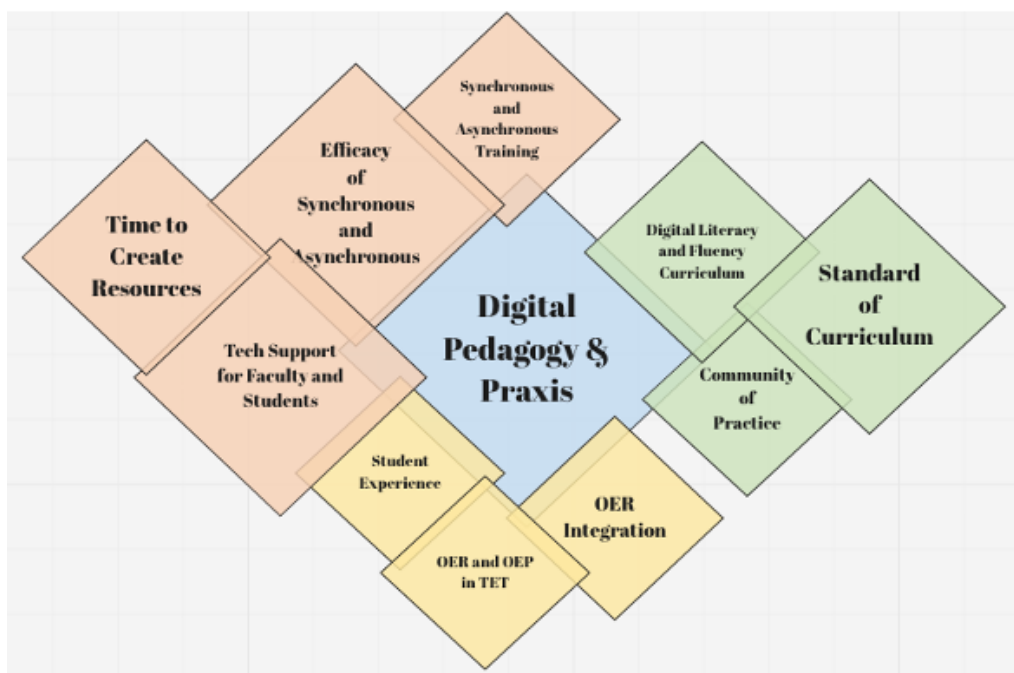 Synchronous
and
Asynchronous
Training
Efficacy
of
Synchronous
and
Asynchronous
Time to
Create
Resources
Tech Support
for Faculty and
Students
Digital
Pedagogy &
Praxis
Digital Literacy
and Fluency
Curriculum
Standard
of
Curriculum
Community
of
Practice
Student
Experience
OER and OEP
in TET
OER
Integration